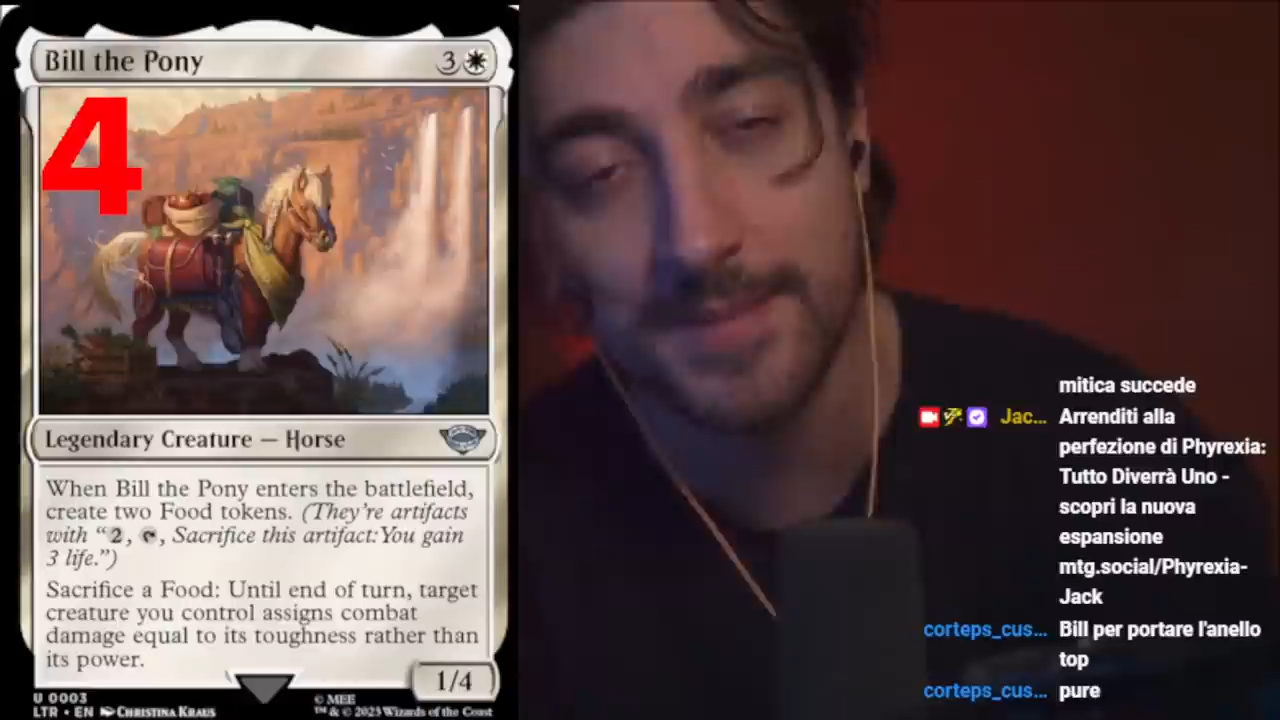 Bill the Pony 3
4
Legendary Creature — Horse
When Bill the Pony enters the battlefield,
create two Food tokens. (They're artifacts
with “2, , Sacrifice this artifact: You gain
3 life.”)
Sacrifice a Food: Until end of turn, target
creature you control assigns combat
damage equal to its toughness rather than
its power.
1/4
U 0003
LTR • EN CHRISTINA KRAUS
© MEE
™ & © 2023 Wizards of the Coast
mitica succede
Jac... Arrenditi alla
perfezione di Phyrexia:
Tutto Diverrà Uno -
scopri la nuova
espansione
mtg.social/Phyrexia-
Jack
corteps_cus... Bill per portare l'anello
top
corteps_cus... pure